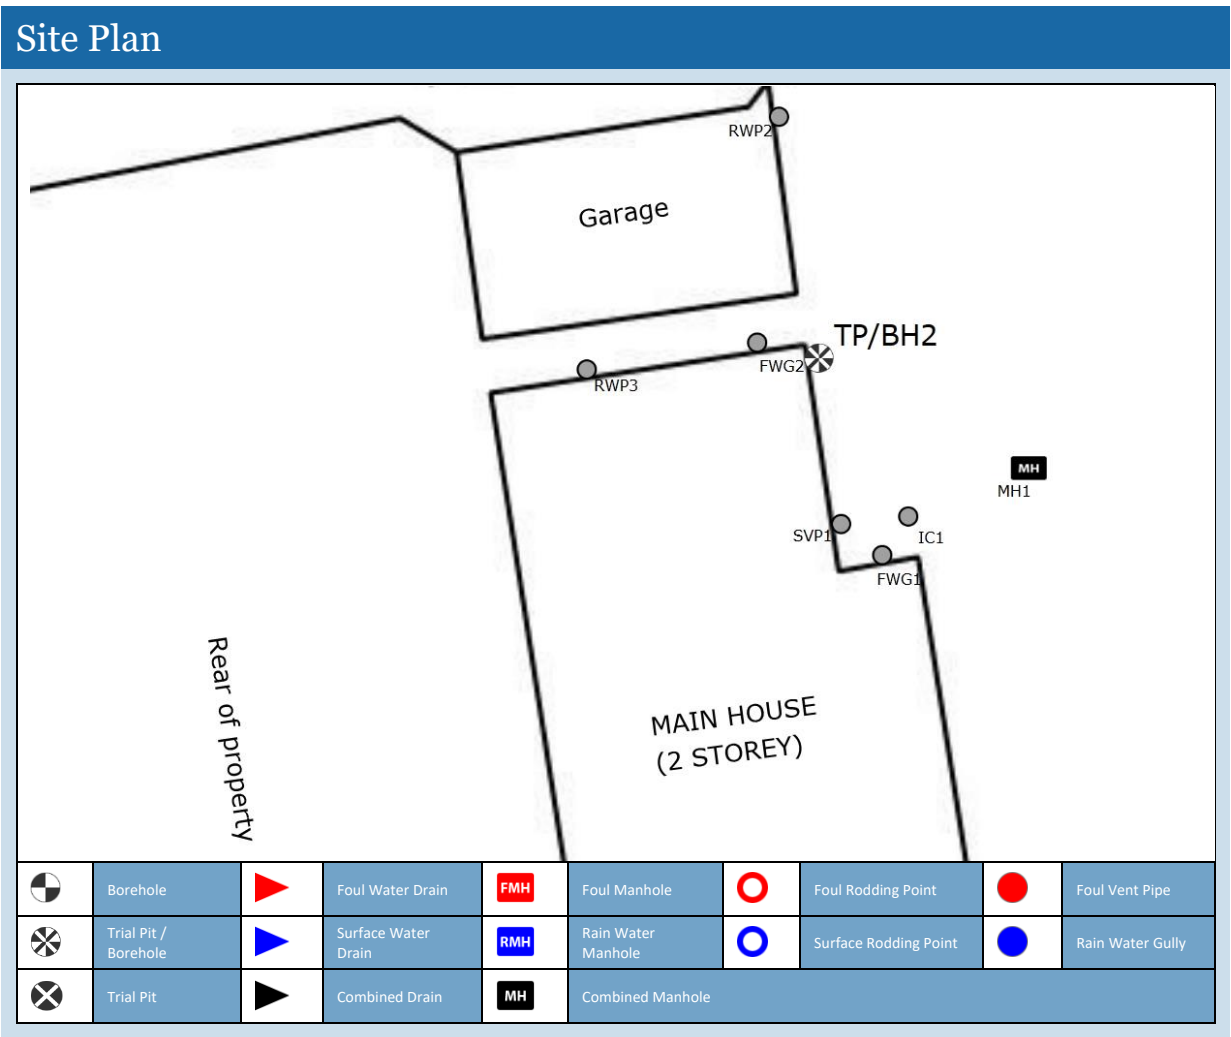 Site Plan
RWP2
Garage
TP/BH2
FWG2
RWP3
MH
MH1
SVP1
IC1
FWG1
Rear of property
MAIN HOUSE
(2 STOREY)
Borehole
Foul Water Drain
FMH
Foul Manhole
Foul Rodding Point
Foul Vent Pipe
Trial Pit /
Borehole
Surface Water
Drain
RMH
Rain Water
Manhole
Surface Rodding Point
Rain Water Gully
Trial Pit
Combined Drain
MH
Combined Manhole